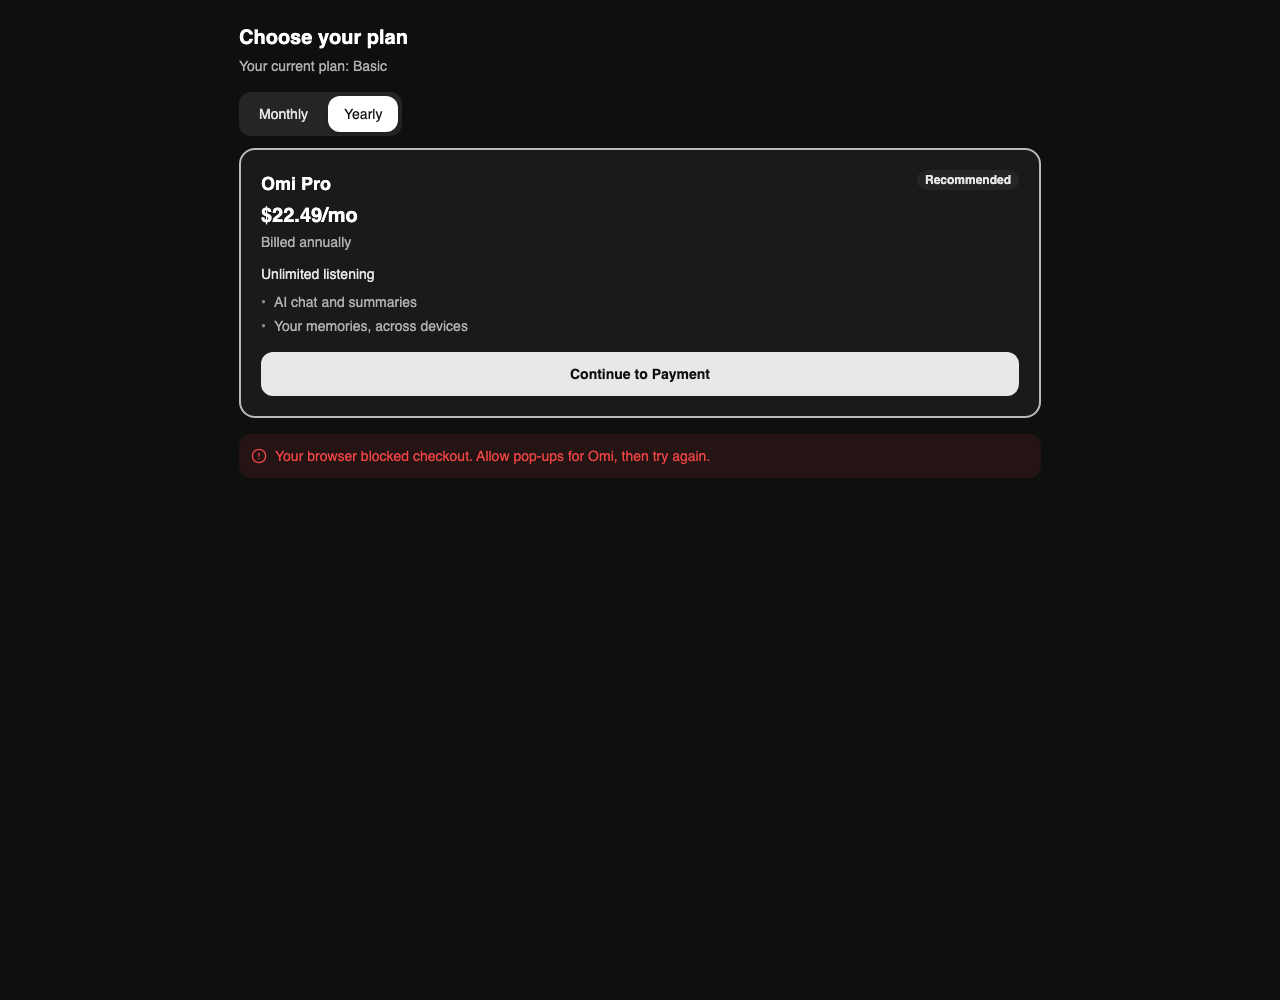 Choose your plan
Your current plan: Basic
Monthly
Yearly
Omi Pro
Recommended
$22.49/mo
Billed annually
Unlimited listening
• AI chat and summaries
• Your memories, across devices
Continue to Payment
Your browser blocked checkout. Allow pop-ups for Omi, then try again.